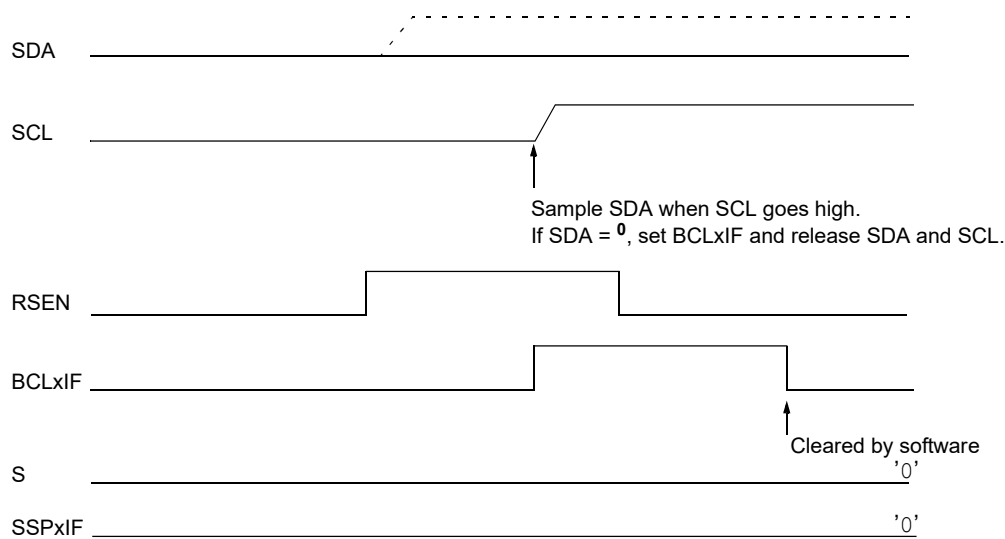 SDA
SCL
Sample SDA when SCL goes high.
If SDA = 0, set BCLxIF and release SDA and SCL.
RSEN
BCLxIF
Cleared by software
S
'0'
SSPxIF
'0'